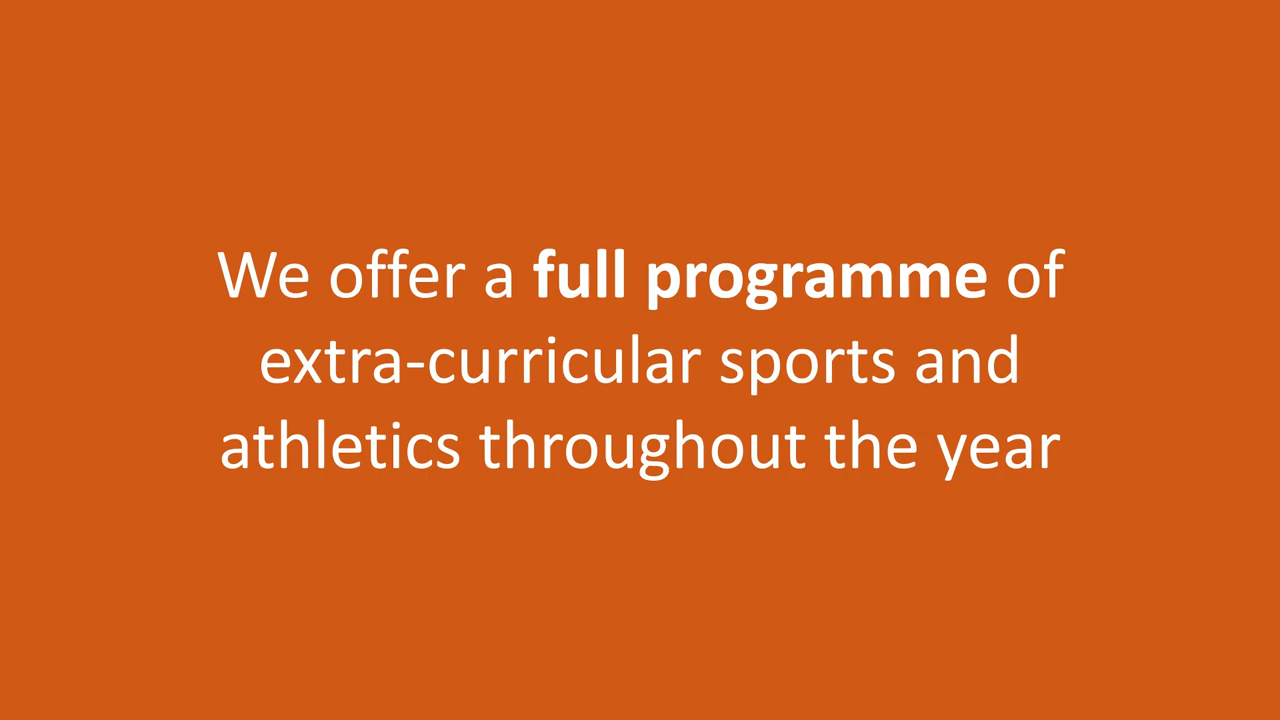 We offer a full programme of
extra-curricular sports and
athletics throughout the year